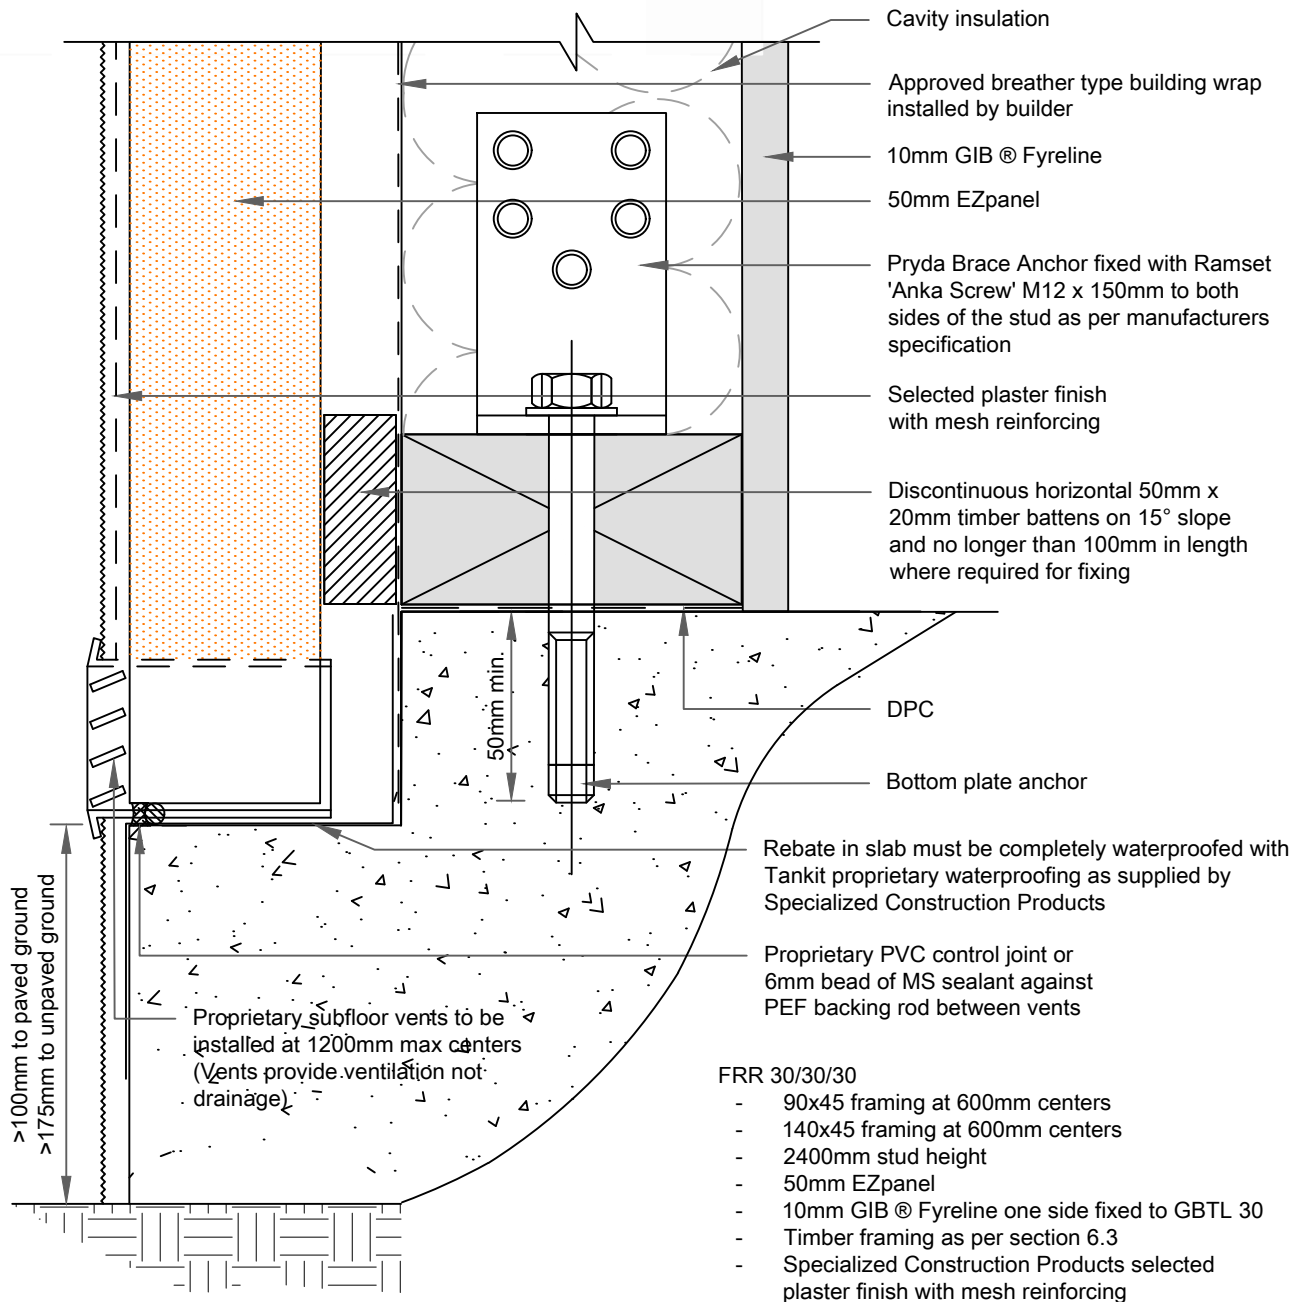 Cavity insulation
Approved breather type building wrap
installed by builder
10mm GIB ® Fyreline
50mm EZpanel
Pryda Brace Anchor fixed with Ramset
'Anka Screw' M12 x 150mm to both
sides of the stud as per manufacturers
specification
Selected plaster finish
with mesh reinforcing
Discontinuous horizontal 50mm x
20mm timber battens on 15° slope
and no longer than 100mm in length
where required for fixing
50mm min.
DPC
Bottom plate anchor
Rebate in slab must be completely waterproofed with
Tankit proprietary waterproofing as supplied by
Specialized Construction Products
Proprietary PVC control joint or
6mm bead of MS sealant against
PEF backing rod between vents
>100mm to paved ground
>175mm to unpaved ground
Proprietary subfloor vents to be
installed at 1200mm max centers
(Vents provide ventilation not
drainage)
FRR 30/30/30
- 90x45 framing at 600mm centers
- 140x45 framing at 600mm centers
- 2400mm stud height
- 50mm EZpanel
- 10mm GIB ® Fyreline one side fixed to GBTL 30
- Timber framing as per section 6.3
- Specialized Construction Products selected
plaster finish with mesh reinforcing